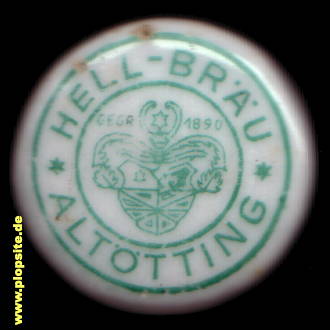 HELL-BRÄU
GEGR 1890
ALTÖTTING
www.plopsite.de